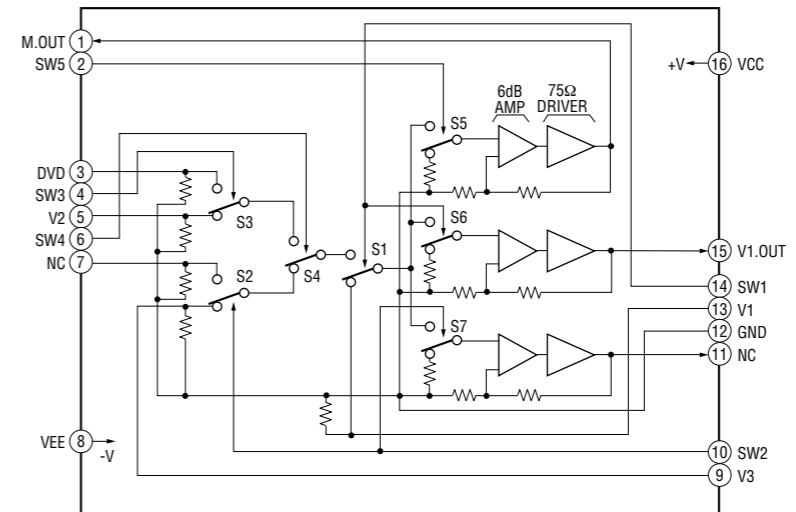 M.OUT 1
SW5 2
+V 16 VCC
6dB
AMP
75Ω
DRIVER
S5
DVD 3
SW3 4
V2 5
SW4 6
NC 7
S3
S6
S1
S4
S2
15 V1.OUT
14 SW1
13 V1
12 GND
11 NC
S7
VEE 8
-V
10 SW2
9 V3